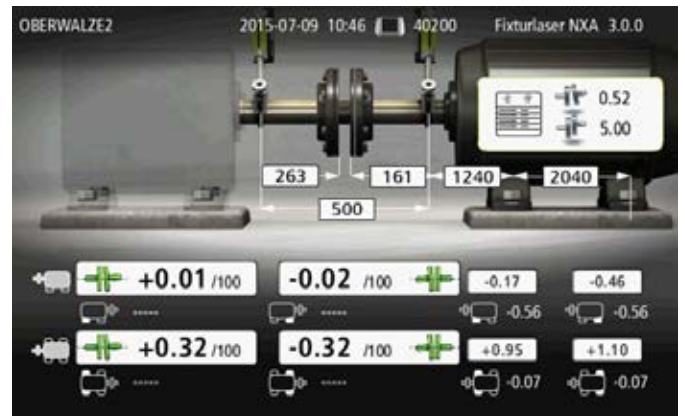 OBERWALZE2 2015-07-09 10:46 40200 Fixturlaser NXA 3.0.0
0.52
5.00
263 161 1240 2040
500
+0.01 /100 -0.02 /100 -0.17 -0.46
----- ----- -0.56 -0.56
+0.32 /100 -0.32 /100 +0.95 +1.10
----- ----- -0.07 -0.07